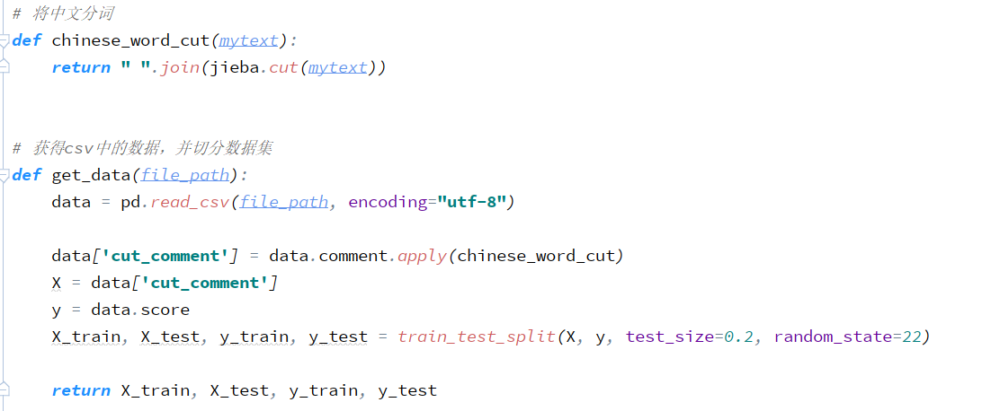 # 将中文分词
def chinese_word_cut(mytext):
    return " ".join(jieba.cut(mytext))
# 获得csv中的数据，并切分数据集
def get_data(file_path):
    data = pd.read_csv(file_path, encoding="utf-8")
    data['cut_comment'] = data.comment.apply(chinese_word_cut)
    X = data['cut_comment']
    y = data.score
    X_train, X_test, y_train, y_test = train_test_split(X, y, test_size=0.2, random_state=22)
    return X_train, X_test, y_train, y_test